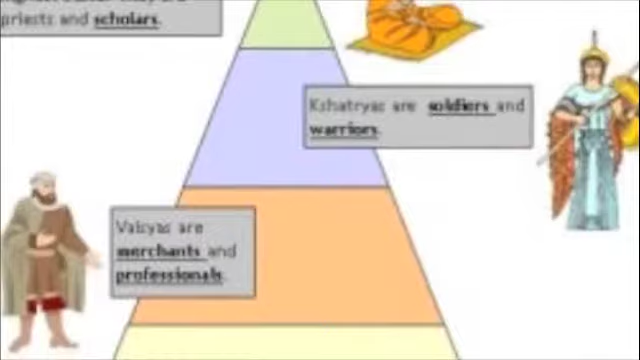 priests and scholars.
Kshatryas are soldiers and
warriors.
Vaisyas are
merchants and
professionals.